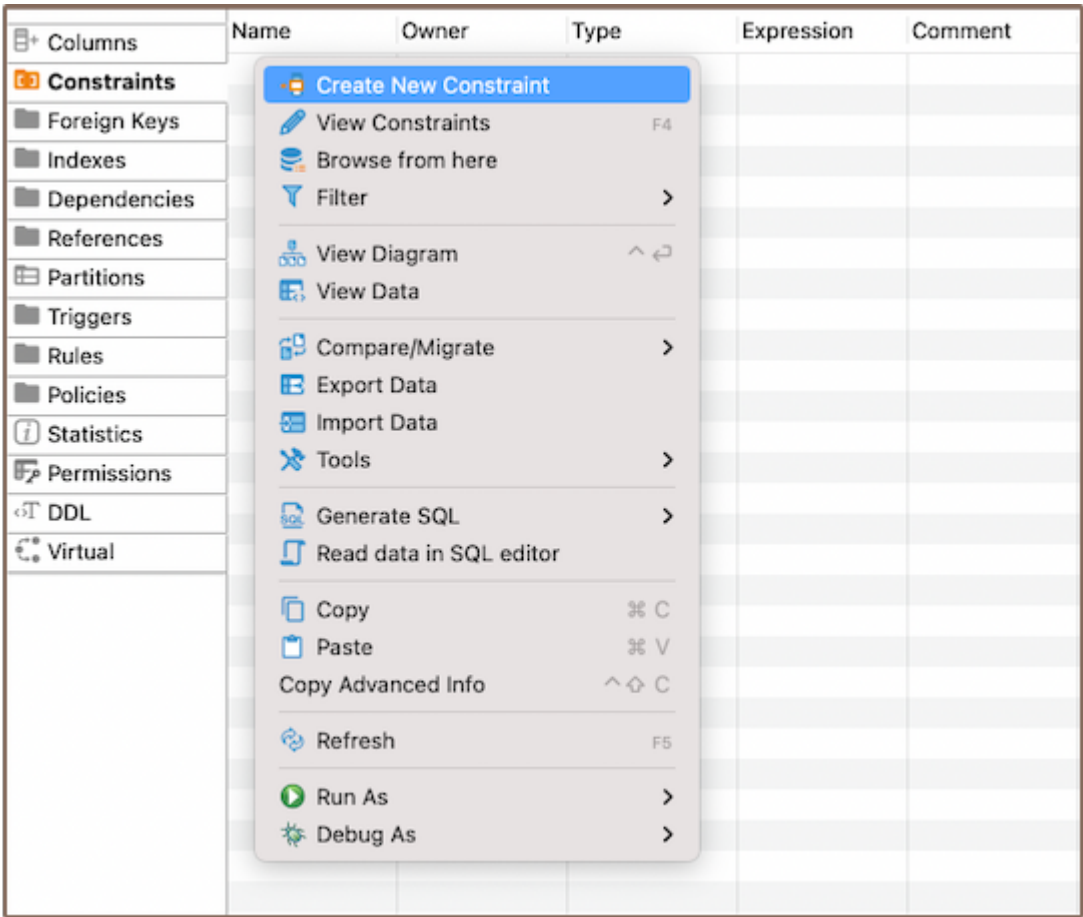 Name Owner Type Expression Comment
Columns
Constraints
Foreign Keys
Indexes
Dependencies
References
Partitions
Triggers
Rules
Policies
Statistics
Permissions
DDL
Virtual
Create New Constraint
View Constraints F4
Browse from here
Filter
View Diagram ^ ⏎
View Data
Compare/Migrate
Export Data
Import Data
Tools
Generate SQL
Read data in SQL editor
Copy ⌘ C
Paste ⌘ V
Copy Advanced Info ^ ⇧ C
Refresh F5
Run As
Debug As